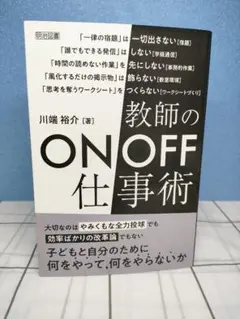 明治図書
「一律の宿題」は一切出さない[宿題]
「誰でもできる発信」はしない[学級通信]
「時間の読めない作業」を先にしない[事務的作業]
「風化するだけの掲示物」は飾らない[教室環境]
「思考を奪うワークシート」をつくらない[ワークシートづくり]
川端 裕介[著]
教師の
ON OFF
仕事術
大切なのはやみくもな全力投球でも
効率ばかりの改革論でもない
子どもと自分のために
何をやって、何をやらないか